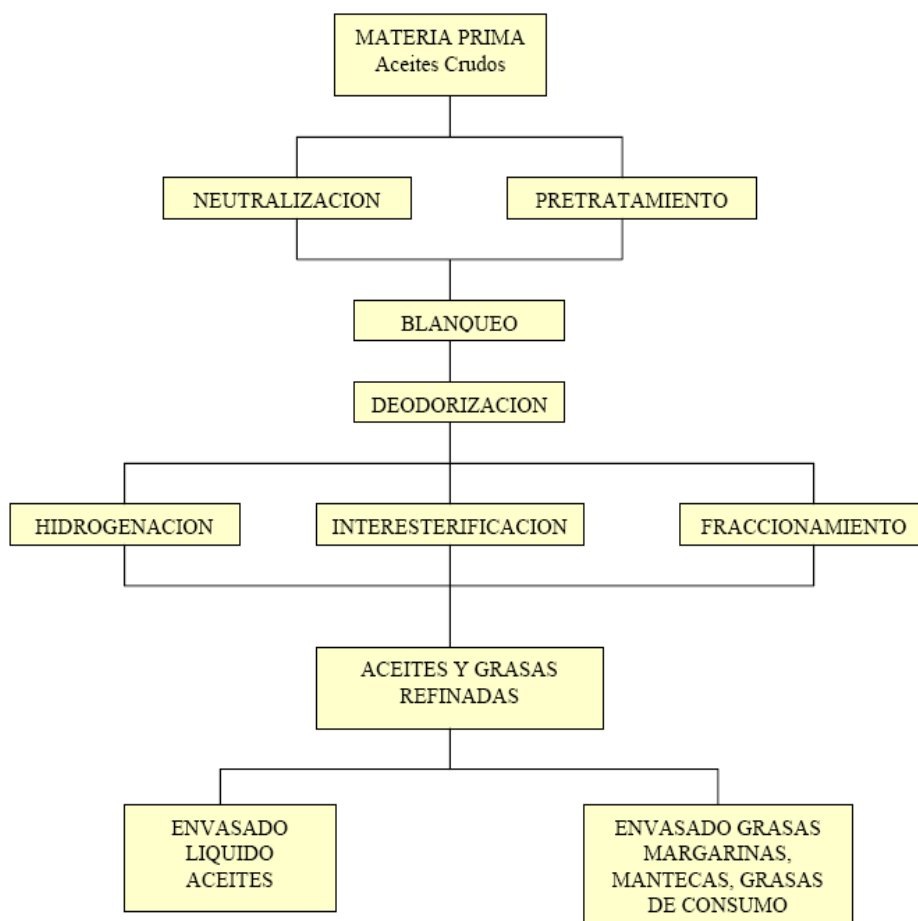 MATERIA PRIMA
Aceites Crudos
NEUTRALIZACION
PRETRATAMIENTO
BLANQUEO
DEODORIZACION
HIDROGENACION
INTERESTERIFICACION
FRACCIONAMIENTO
ACEITES Y GRASAS
REFINADAS
ENVASADO
LIQUIDO
ACEITES
ENVASADO GRASAS
MARGARINAS,
MANTECAS, GRASAS
DE CONSUMO